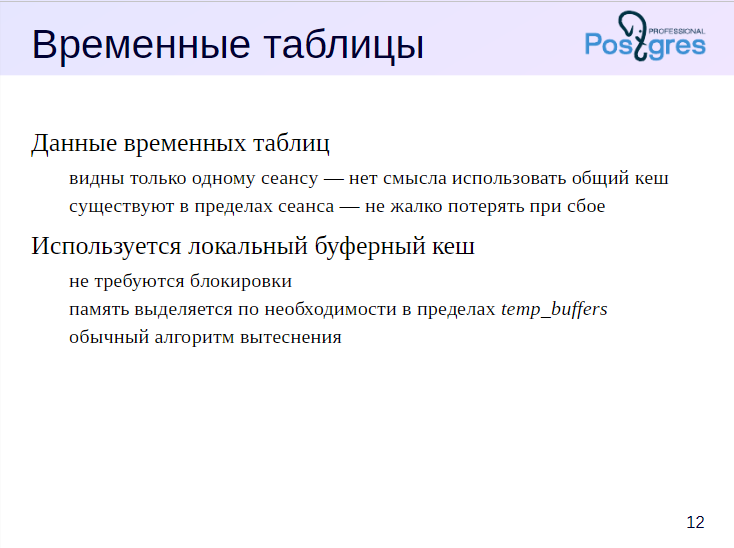 Временные таблицы
PROFESSIONAL
Postgres
Данные временных таблиц
видны только одному сеансу — нет смысла использовать общий кеш
существуют в пределах сеанса — не жалко потерять при сбое
Используется локальный буферный кеш
не требуются блокировки
память выделяется по необходимости в пределах temp_buffers
обычный алгоритм вытеснения
12